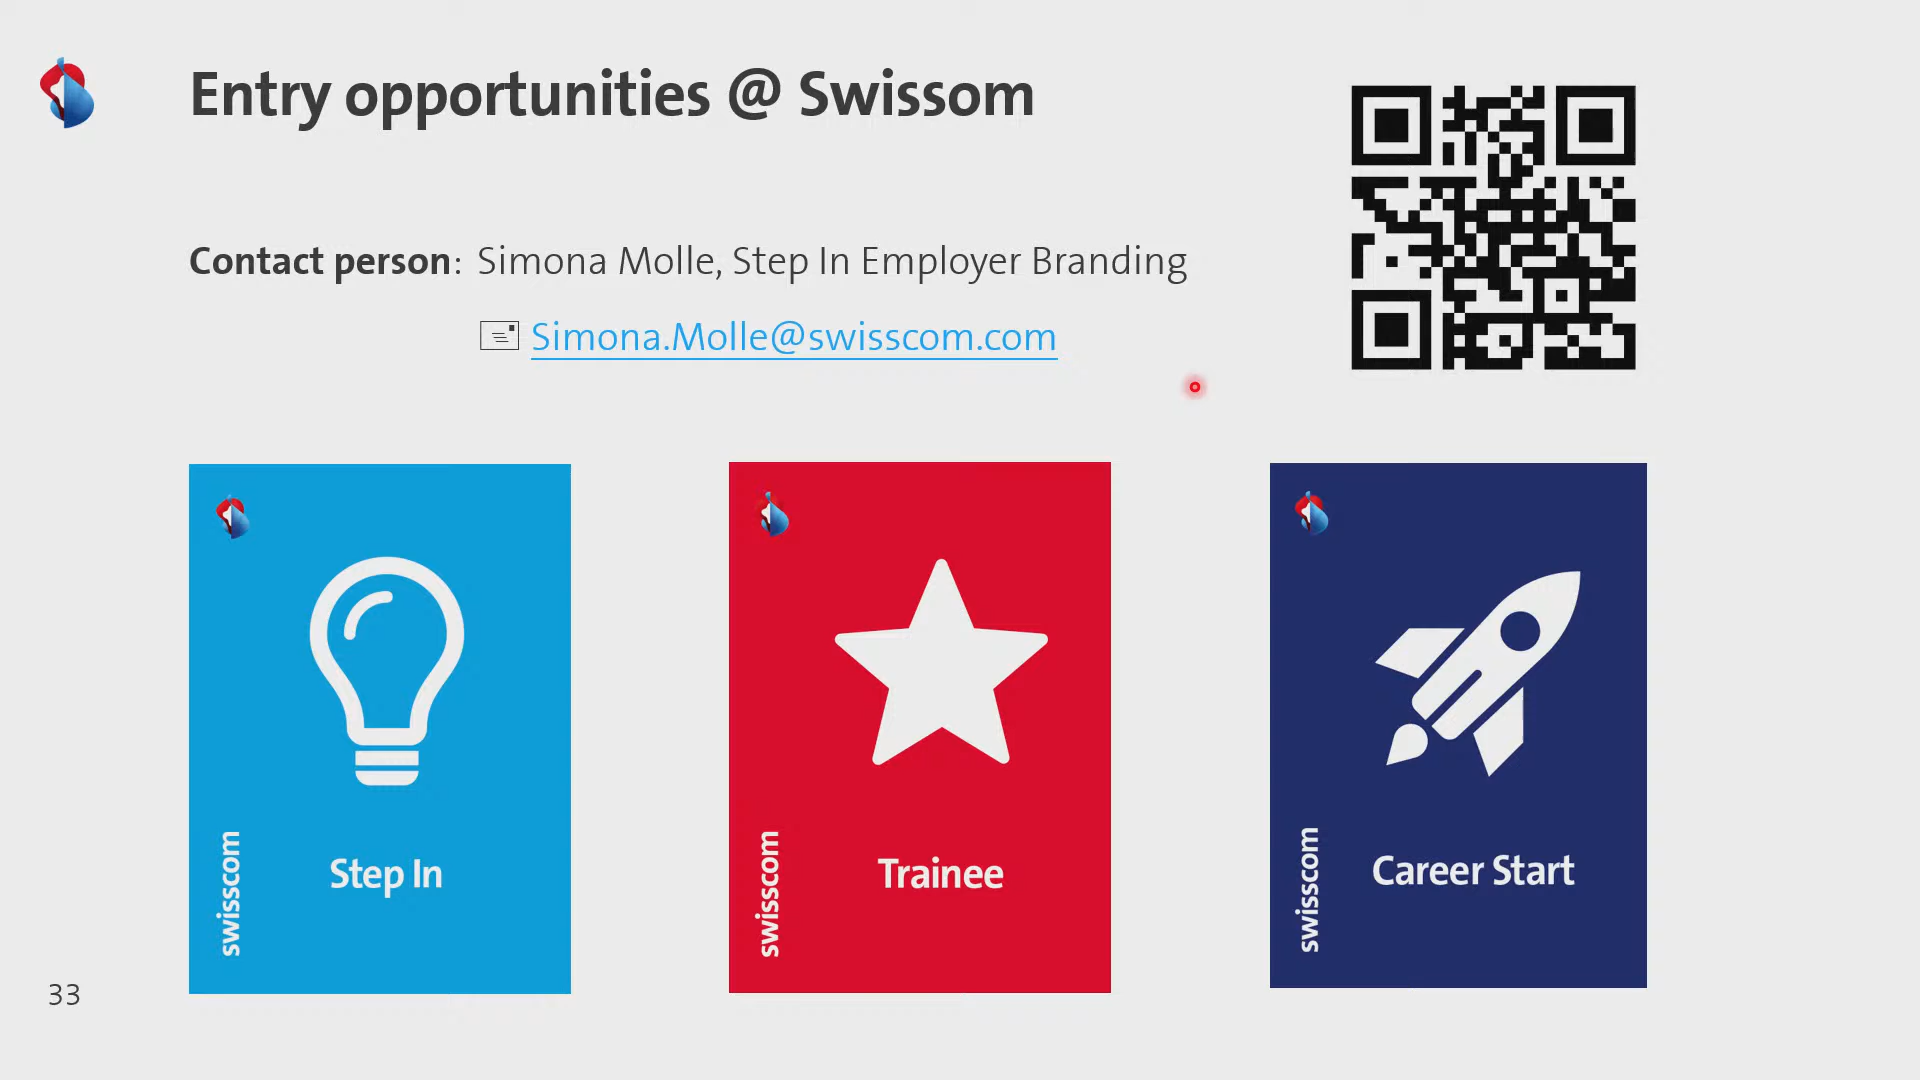 Entry opportunities @ Swissom
Contact person: Simona Molle, Step In Employer Branding
Simona.Molle@swisscom.com
swisscom
Step In
swisscom
Trainee
swisscom
Career Start
33